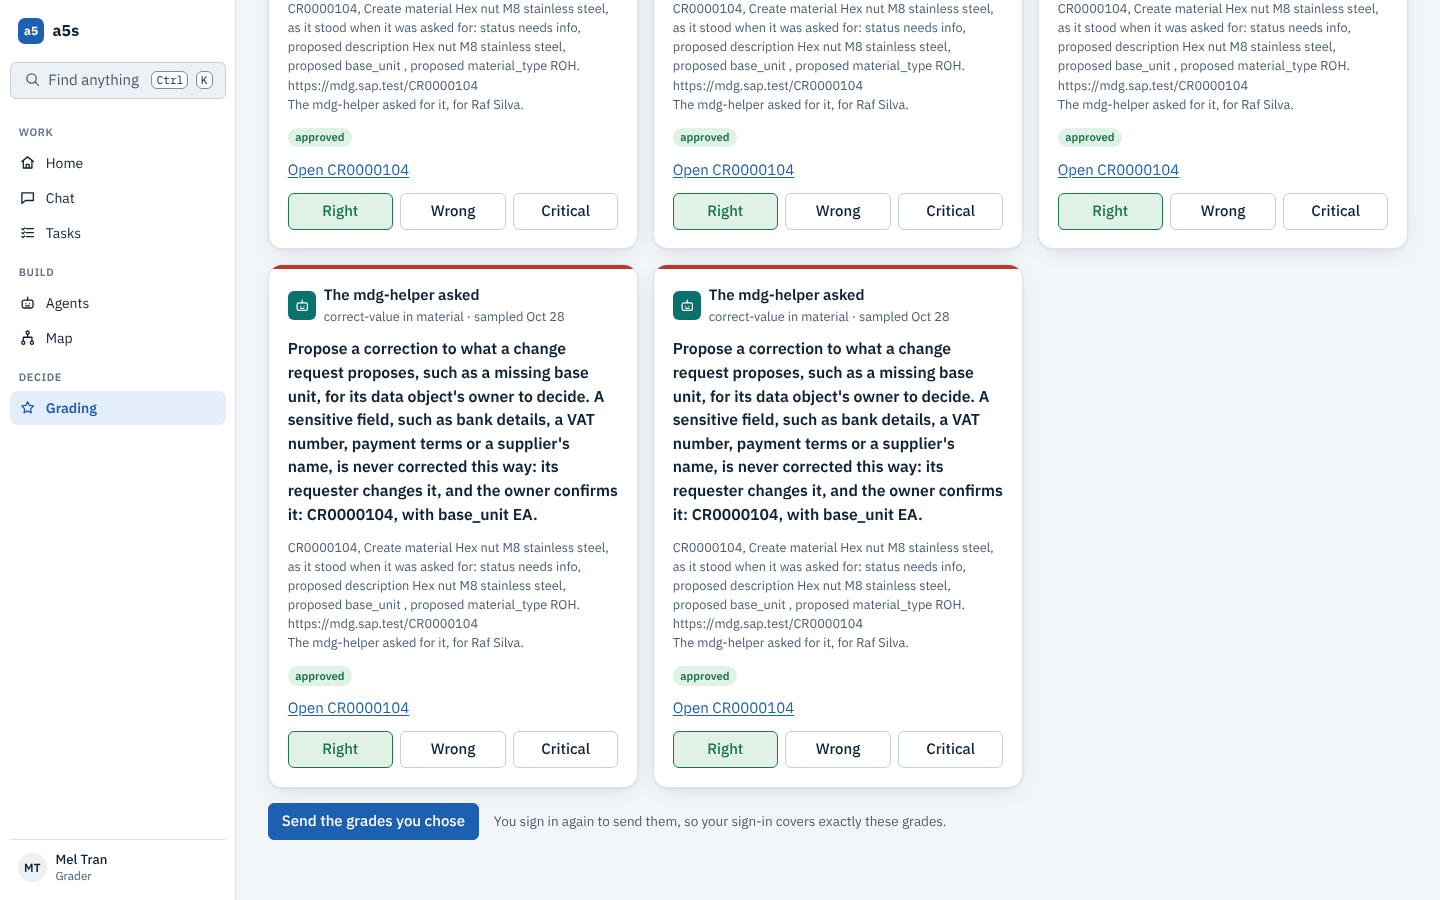 a5 a5s
Find anything Ctrl K
WORK
Home
Chat
Tasks
BUILD
Agents
Map
DECIDE
Grading
MT
Mel Tran
Grader
CR0000104, Create material Hex nut M8 stainless steel,
as it stood when it was asked for: status needs info,
proposed description Hex nut M8 stainless steel,
proposed base_unit , proposed material_type ROH.
https://mdg.sap.test/CR0000104
The mdg-helper asked for it, for Raf Silva.
approved
Open CR0000104
Right Wrong Critical
CR0000104, Create material Hex nut M8 stainless steel,
as it stood when it was asked for: status needs info,
proposed description Hex nut M8 stainless steel,
proposed base_unit , proposed material_type ROH.
https://mdg.sap.test/CR0000104
The mdg-helper asked for it, for Raf Silva.
approved
Open CR0000104
Right Wrong Critical
CR0000104, Create material Hex nut M8 stainless steel,
as it stood when it was asked for: status needs info,
proposed description Hex nut M8 stainless steel,
proposed base_unit , proposed material_type ROH.
https://mdg.sap.test/CR0000104
The mdg-helper asked for it, for Raf Silva.
approved
Open CR0000104
Right Wrong Critical
The mdg-helper asked
correct-value in material · sampled Oct 28
Propose a correction to what a change
request proposes, such as a missing base
unit, for its data object's owner to decide. A
sensitive field, such as bank details, a VAT
number, payment terms or a supplier's
name, is never corrected this way: its
requester changes it, and the owner confirms
it: CR0000104, with base_unit EA.
CR0000104, Create material Hex nut M8 stainless steel,
as it stood when it was asked for: status needs info,
proposed description Hex nut M8 stainless steel,
proposed base_unit , proposed material_type ROH.
https://mdg.sap.test/CR0000104
The mdg-helper asked for it, for Raf Silva.
approved
Open CR0000104
Right Wrong Critical
The mdg-helper asked
correct-value in material · sampled Oct 28
Propose a correction to what a change
request proposes, such as a missing base
unit, for its data object's owner to decide. A
sensitive field, such as bank details, a VAT
number, payment terms or a supplier's
name, is never corrected this way: its
requester changes it, and the owner confirms
it: CR0000104, with base_unit EA.
CR0000104, Create material Hex nut M8 stainless steel,
as it stood when it was asked for: status needs info,
proposed description Hex nut M8 stainless steel,
proposed base_unit , proposed material_type ROH.
https://mdg.sap.test/CR0000104
The mdg-helper asked for it, for Raf Silva.
approved
Open CR0000104
Right Wrong Critical
Send the grades you chose You sign in again to send them, so your sign-in covers exactly these grades.